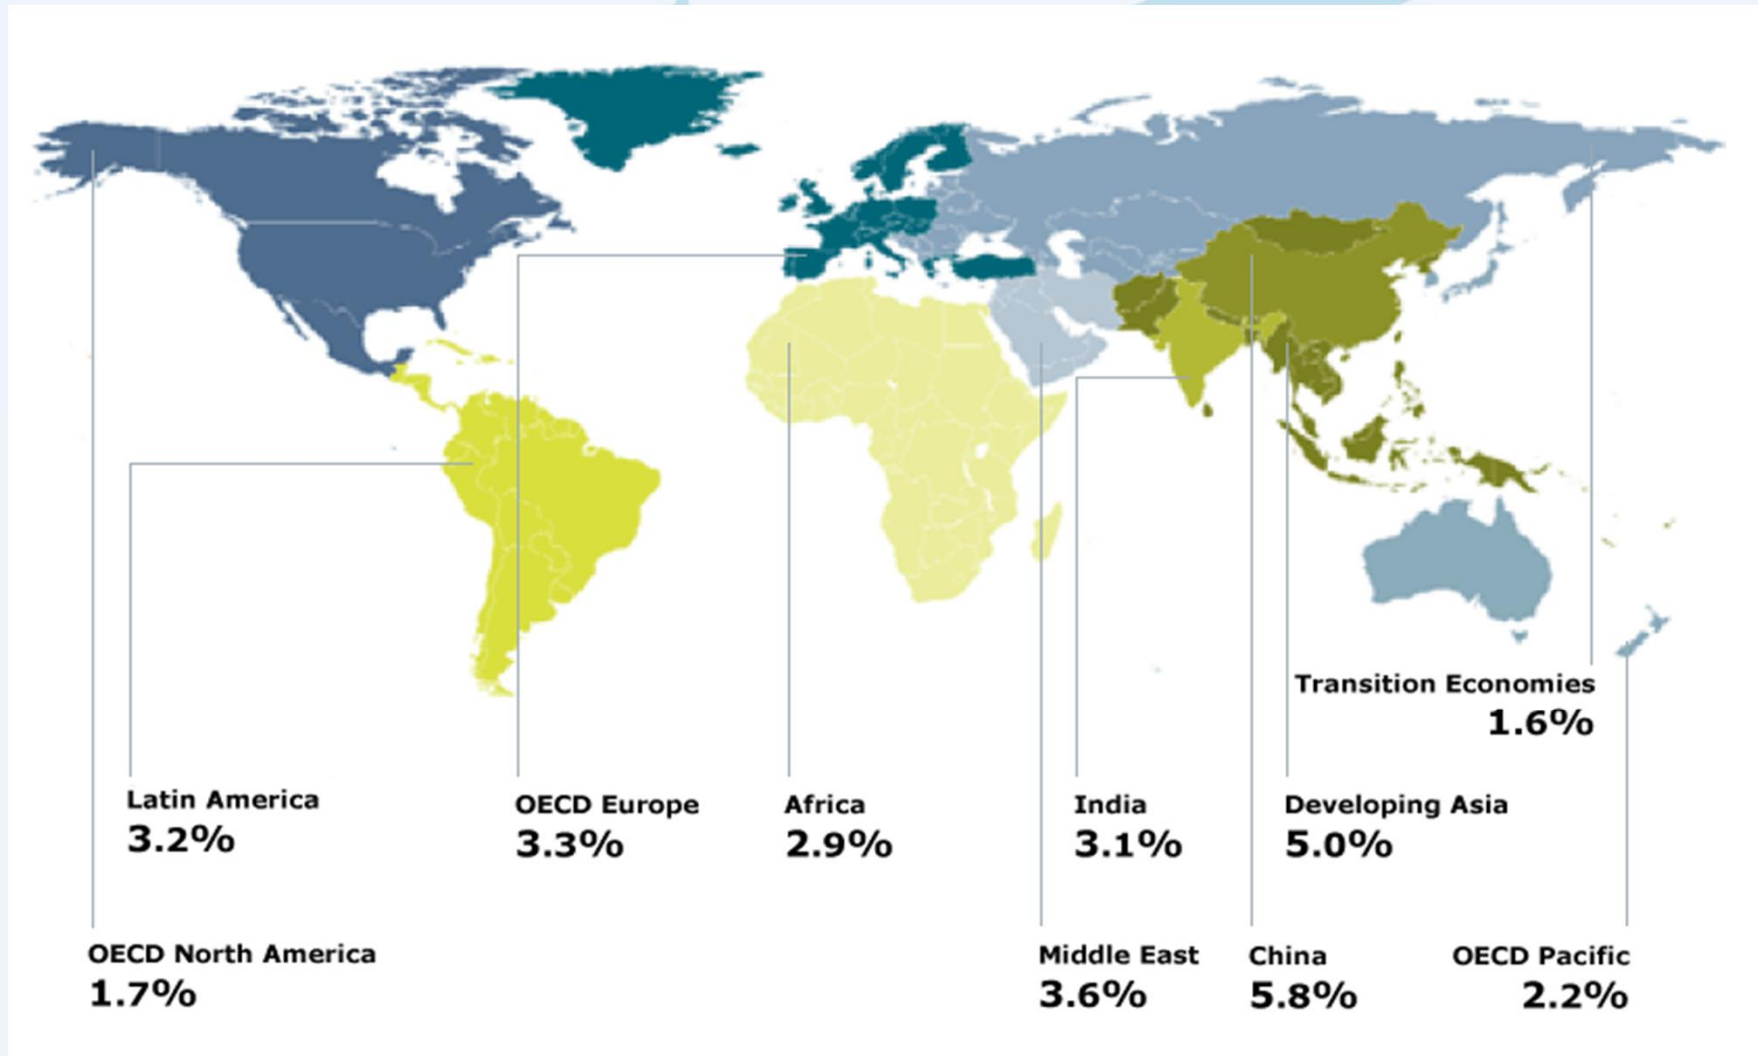 Transition Economies
1.6%
Latin America
3.2%
OECD Europe
3.3%
Africa
2.9%
India
3.1%
Developing Asia
5.0%
OECD North America
1.7%
Middle East
3.6%
China
5.8%
OECD Pacific
2.2%